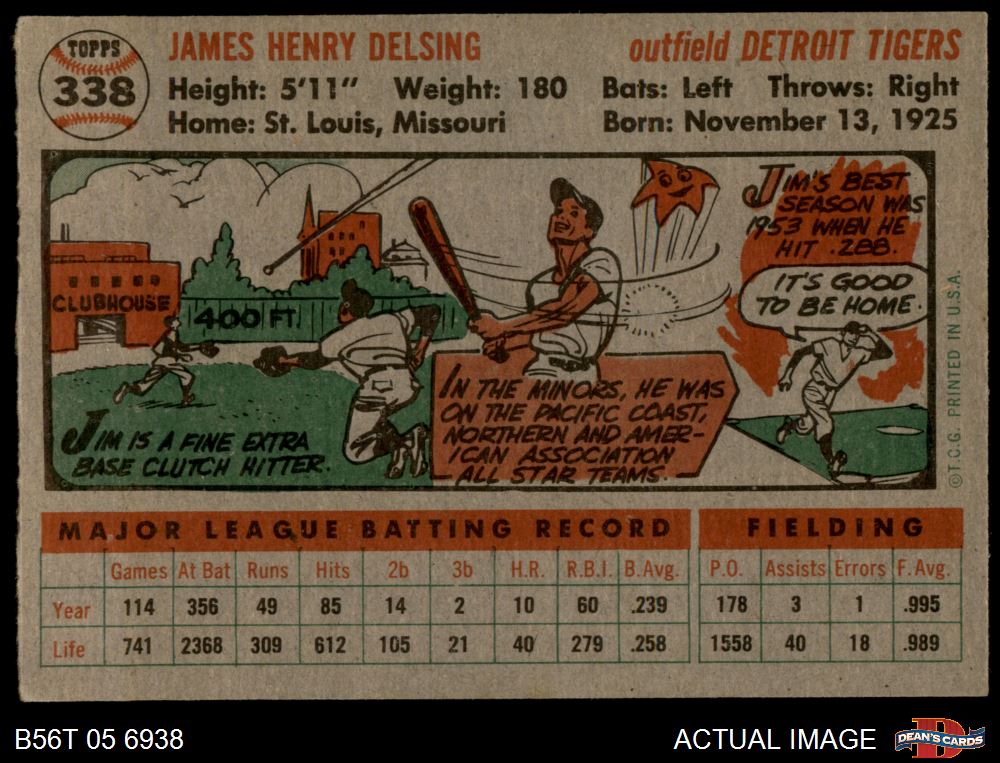 TOPPS
338
JAMES HENRY DELSING
outfield DETROIT TIGERS
Height: 5'11" Weight: 180 Bats: Left Throws: Right
Home: St. Louis, Missouri Born: November 13, 1925
CLUBHOUSE
400 FT.
JIM IS A FINE EXTRA
BASE CLUTCH HITTER.
IN THE MINORS, HE WAS
ON THE PACIFIC COAST,
NORTHERN AND AMER-
ICAN ASSOCIATION
ALL STAR TEAMS.
JIM'S BEST
SEASON WAS
1953 WHEN HE
HIT .288.
IT'S GOOD
TO BE HOME.
©T.C.G. PRINTED IN U.S.A.
MAJOR LEAGUE BATTING RECORD FIELDING
Games At Bat Runs Hits 2b 3b H.R. R.B.I. B.Avg. P.O. Assists Errors F. Avg.
Year 114 356 49 85 14 2 10 60 .239 178 3 1 .995
Life 741 2368 309 612 105 21 40 279 .258 1558 40 18 .989
B56T 05 6938
ACTUAL IMAGE
DEAN'S CARDS